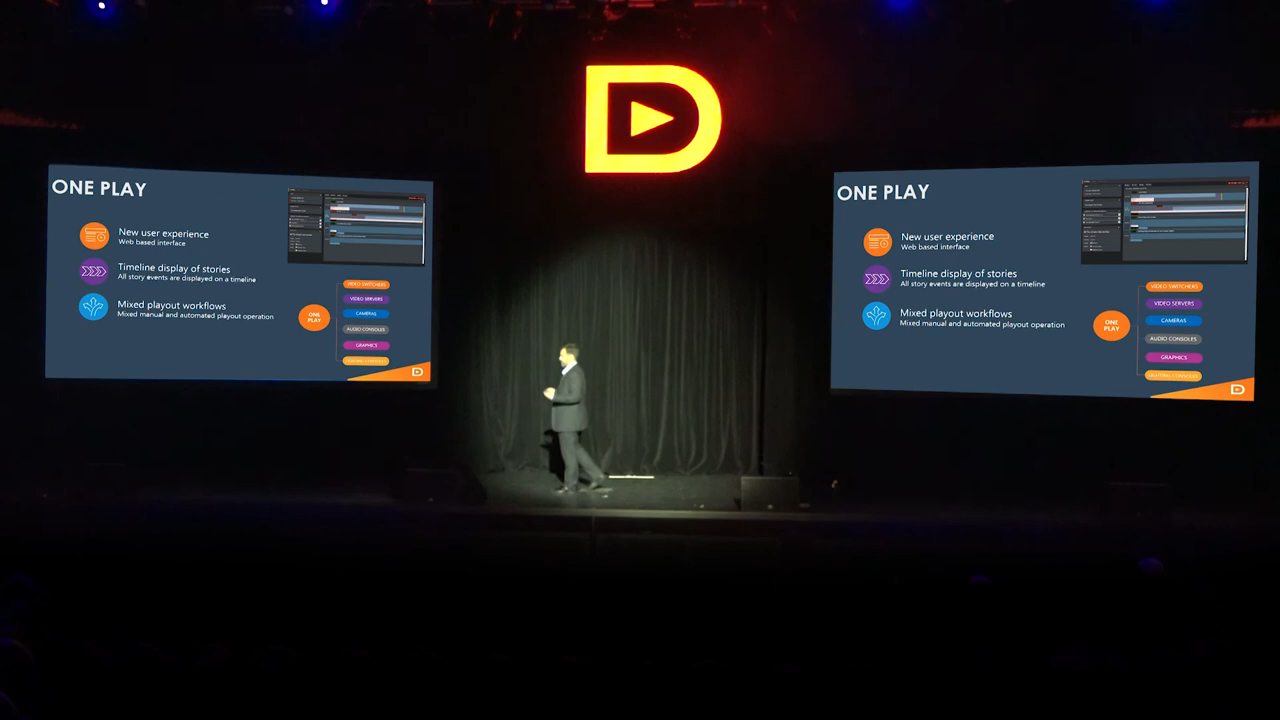 D
ONE PLAY
New user experience
Web based interface
Timeline display of stories
All story events are displayed on a timeline
Mixed playout workflows
Mixed manual and automated playout operation
ONE
PLAY
VIDEO SWITCHERS
VIDEO SERVERS
CAMERAS
AUDIO CONSOLES
GRAPHICS
LIGHTING CONSOLES
D
ONE PLAY
New user experience
Web based interface
Timeline display of stories
All story events are displayed on a timeline
Mixed playout workflows
Mixed manual and automated playout operation
ONE
PLAY
VIDEO SWITCHERS
VIDEO SERVERS
CAMERAS
AUDIO CONSOLES
GRAPHICS
LIGHTING CONSOLES
D